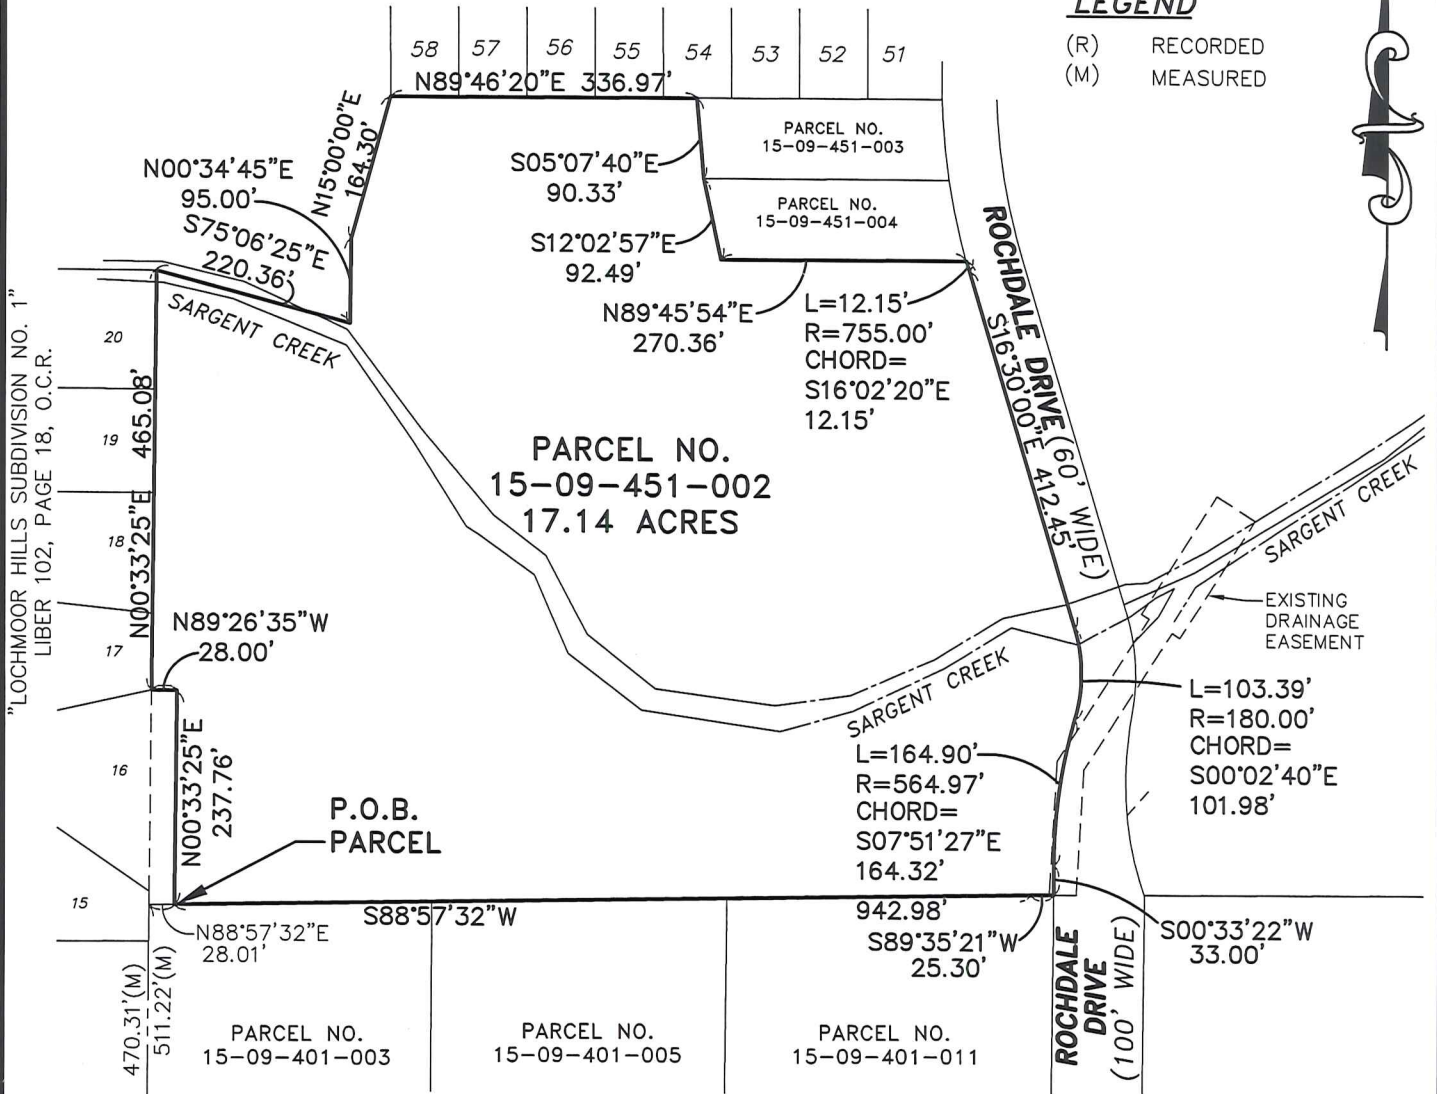 LEGEND
(R) RECORDED
(M) MEASURED
58 57 56 55 54 53 52 51
N89°46'20"E 336.97'
N15°00'00"E
164.30'
N00°34'45"E
95.00'
S75°06'25"E
220.36'
SARGENT CREEK
S05°07'40"E
90.33'
S12°02'57"E
92.49'
N89°45'54"E
270.36'
PARCEL NO.
15-09-451-003
PARCEL NO.
15-09-451-004
L=12.15'
R=755.00'
CHORD=
S16°02'20"E
12.15'
ROCHDALE DRIVE (60' WIDE)
S16°30'00"E 412.45'
PARCEL NO.
15-09-451-002
17.14 ACRES
"LOCHMOOR HILLS SUBDIVISION NO. 1"
LIBER 102, PAGE 18, O.C.R.
20
19
18
17
16
15
N00°33'25"E 465.08'
N89°26'35"W
28.00'
N00°33'25"E
237.76'
P.O.B.
PARCEL
SARGENT CREEK
SARGENT CREEK
EXISTING
DRAINAGE
EASEMENT
L=103.39'
R=180.00'
CHORD=
S00°02'40"E
101.98'
L=164.90'
R=564.97'
CHORD=
S07°51'27"E
164.32'
S88°57'32"W
942.98'
N88°57'32"E
28.01'
S89°35'21"W
25.30'
S00°33'22"W
33.00'
470.31'(M)
511.22'(M)
PARCEL NO.
15-09-401-003
PARCEL NO.
15-09-401-005
PARCEL NO.
15-09-401-011
ROCHDALE
DRIVE
(100' WIDE)